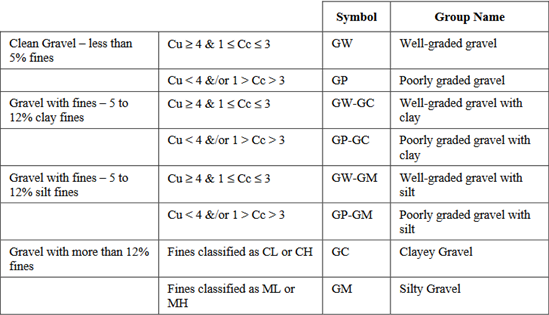 Symbol Group Name
Clean Gravel – less than Cu ≥ 4 & 1 ≤ Cc ≤ 3 GW Well-graded gravel
5% fines
Cu < 4 &/or 1 > Cc > 3 GP Poorly graded gravel
Gravel with fines – 5 to Cu ≥ 4 & 1 ≤ Cc ≤ 3 GW-GC Well-graded gravel with
12% clay fines clay
Cu < 4 &/or 1 > Cc > 3 GP-GC Poorly graded gravel with
clay
Gravel with fines – 5 to Cu ≥ 4 & 1 ≤ Cc ≤ 3 GW-GM Well-graded gravel with
12% silt fines silt
Cu < 4 &/or 1 > Cc > 3 GP-GM Poorly graded gravel with
silt
Gravel with more than 12% Fines classified as CL or CH GC Clayey Gravel
fines
Fines classified as ML or GM Silty Gravel
MH